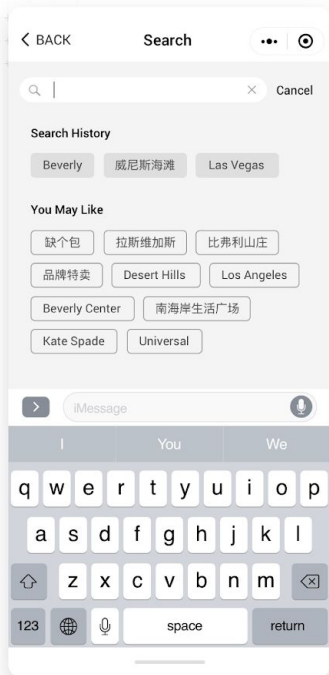 BACK Search
Cancel
Search History
Beverly 威尼斯海滩 Las Vegas
You May Like
缺个包 拉斯维加斯 比弗利山庄
品牌特卖 Desert Hills Los Angeles
Beverly Center 南海岸生活广场
Kate Spade Universal
iMessage
I You We
q w e r t y u i o p
a s d f g h j k l
z x c v b n m
123 space return